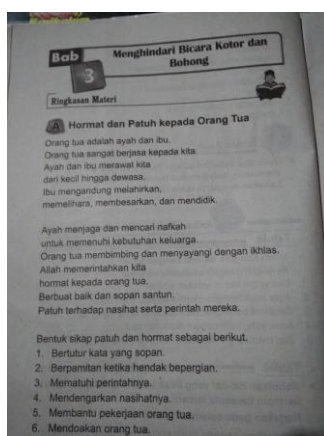 Bab
3
Menghindari Bicara Kotor dan
Bohong
Ringkasan Materi
A Hormat dan Patuh kepada Orang Tua
Orang tua adalah ayah dan ibu.
Orang tua sangat berjasa kepada kita.
Ayah dan ibu merawat kita
dari kecil hingga dewasa.
Ibu mengandung melahirkan,
memelihara, membesarkan, dan mendidik.
Ayah menjaga dan mencari nafkah
untuk memenuhi kebutuhan keluarga.
Orang tua membimbing dan menyayangi dengan ikhlas.
Allah memerintahkan kita
hormat kepada orang tua.
Berbuat baik dan sopan santun.
Patuh terhadap nasihat serta perintah mereka.
Bentuk sikap patuh dan hormat sebagai berikut.
1. Bertutur kata yang sopan.
2. Berpamitan ketika hendak bepergian.
3. Mematuhi perintahnya.
4. Mendengarkan nasihatnya.
5. Membantu pekerjaan orang tua.
6. Mendoakan orang tua.